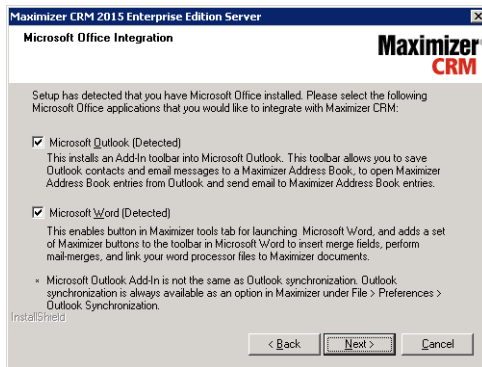 Maximizer CRM 2015 Enterprise Edition Server
Microsoft Office Integration
Maximizer
CRM
Setup has detected that you have Microsoft Office installed. Please select the following
Microsoft Office applications that you would like to integrate with Maximizer CRM:
Microsoft Outlook (Detected)
This installs an Add-In toolbar into Microsoft Outlook. This toolbar allows you to save
Outlook contacts and email messages to a Maximizer Address Book, to open Maximizer
Address Book entries from Outlook and send email to Maximizer Address Book entries.
Microsoft Word (Detected)
This enables button in Maximizer tools tab for launching Microsoft Word, and adds a set
of Maximizer buttons to the toolbar in Microsoft Word to insert merge fields, perform
mail-merges, and link your word processor files to Maximizer documents.
* Microsoft Outlook Add-In is not the same as Outlook synchronization. Outlook
synchronization is always available as an option in Maximizer under File > Preferences >
Outlook Synchronization.
InstallShield
< Back
Next >
Cancel